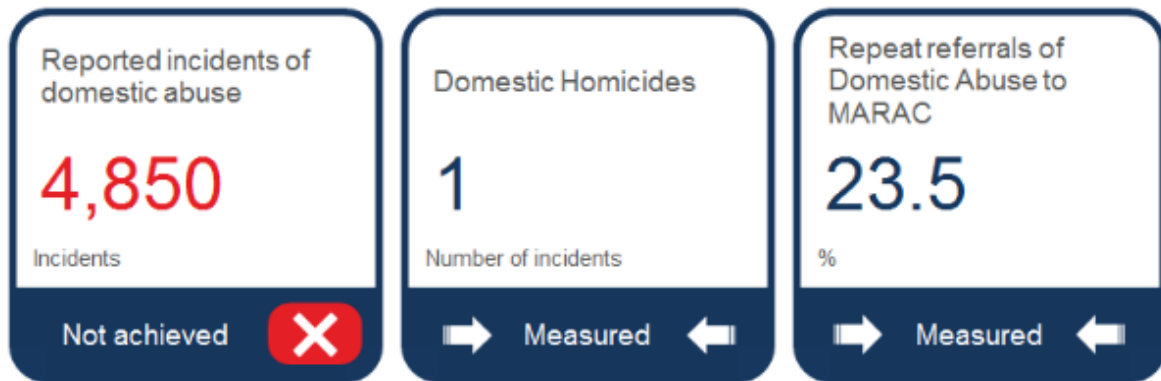 Reported incidents of
domestic abuse
4,850
Incidents
Not achieved
Domestic Homicides
1
Number of incidents
Measured
Repeat referrals of
Domestic Abuse to
MARAC
23.5
%
Measured